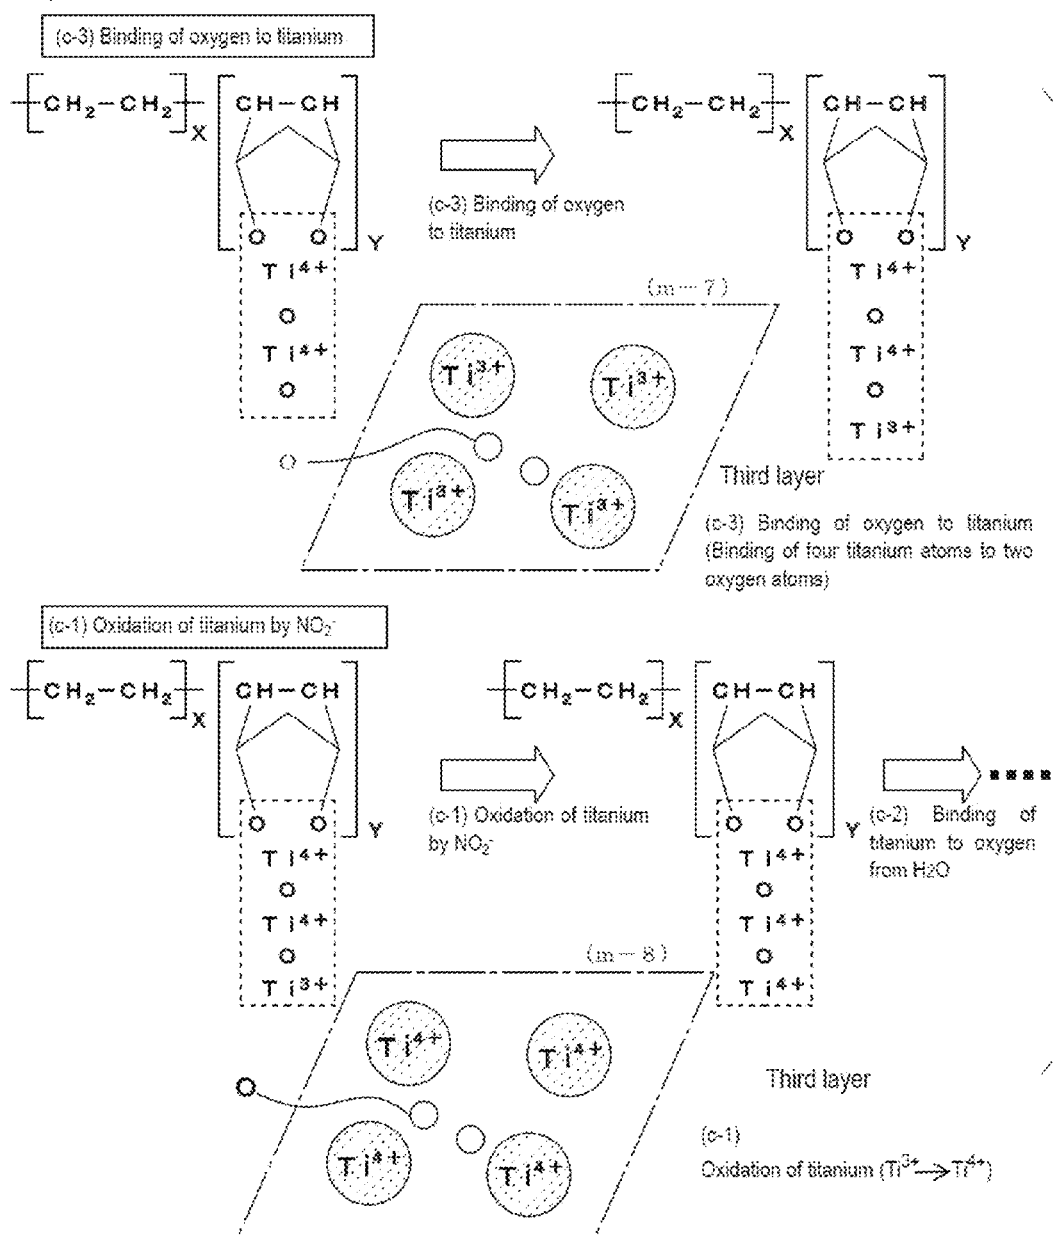 (c-3) Binding of oxygen to titanium
CH2-CH2 X CH-CH
O O Y
Ti4+
O
Ti4+
O
(c-3) Binding of oxygen
to titanium
CH2-CH2 X CH-CH
O O Y
Ti4+
O
Ti4+
O
Ti3+
(m-7)
Ti3+ Ti3+
O
Ti3+ Ti3+
Third layer
(c-3) Binding of oxygen to titanium
(Binding of four titanium atoms to two
oxygen atoms)
(c-1) Oxidation of titanium by NO2-
CH2-CH2 X CH-CH
O O Y
Ti4+
O
Ti4+
O
Ti3+
(c-1) Oxidation of titanium
by NO2-
CH2-CH2 X CH-CH
O O Y
Ti4+
O
Ti4+
O
Ti4+
(c-2) Binding of
titanium to oxygen
from H2O
(m-8)
Ti4+ Ti4+
O
Ti4+ Ti4+
Third layer
(c-1)
Oxidation of titanium (Ti3+→Ti4+)